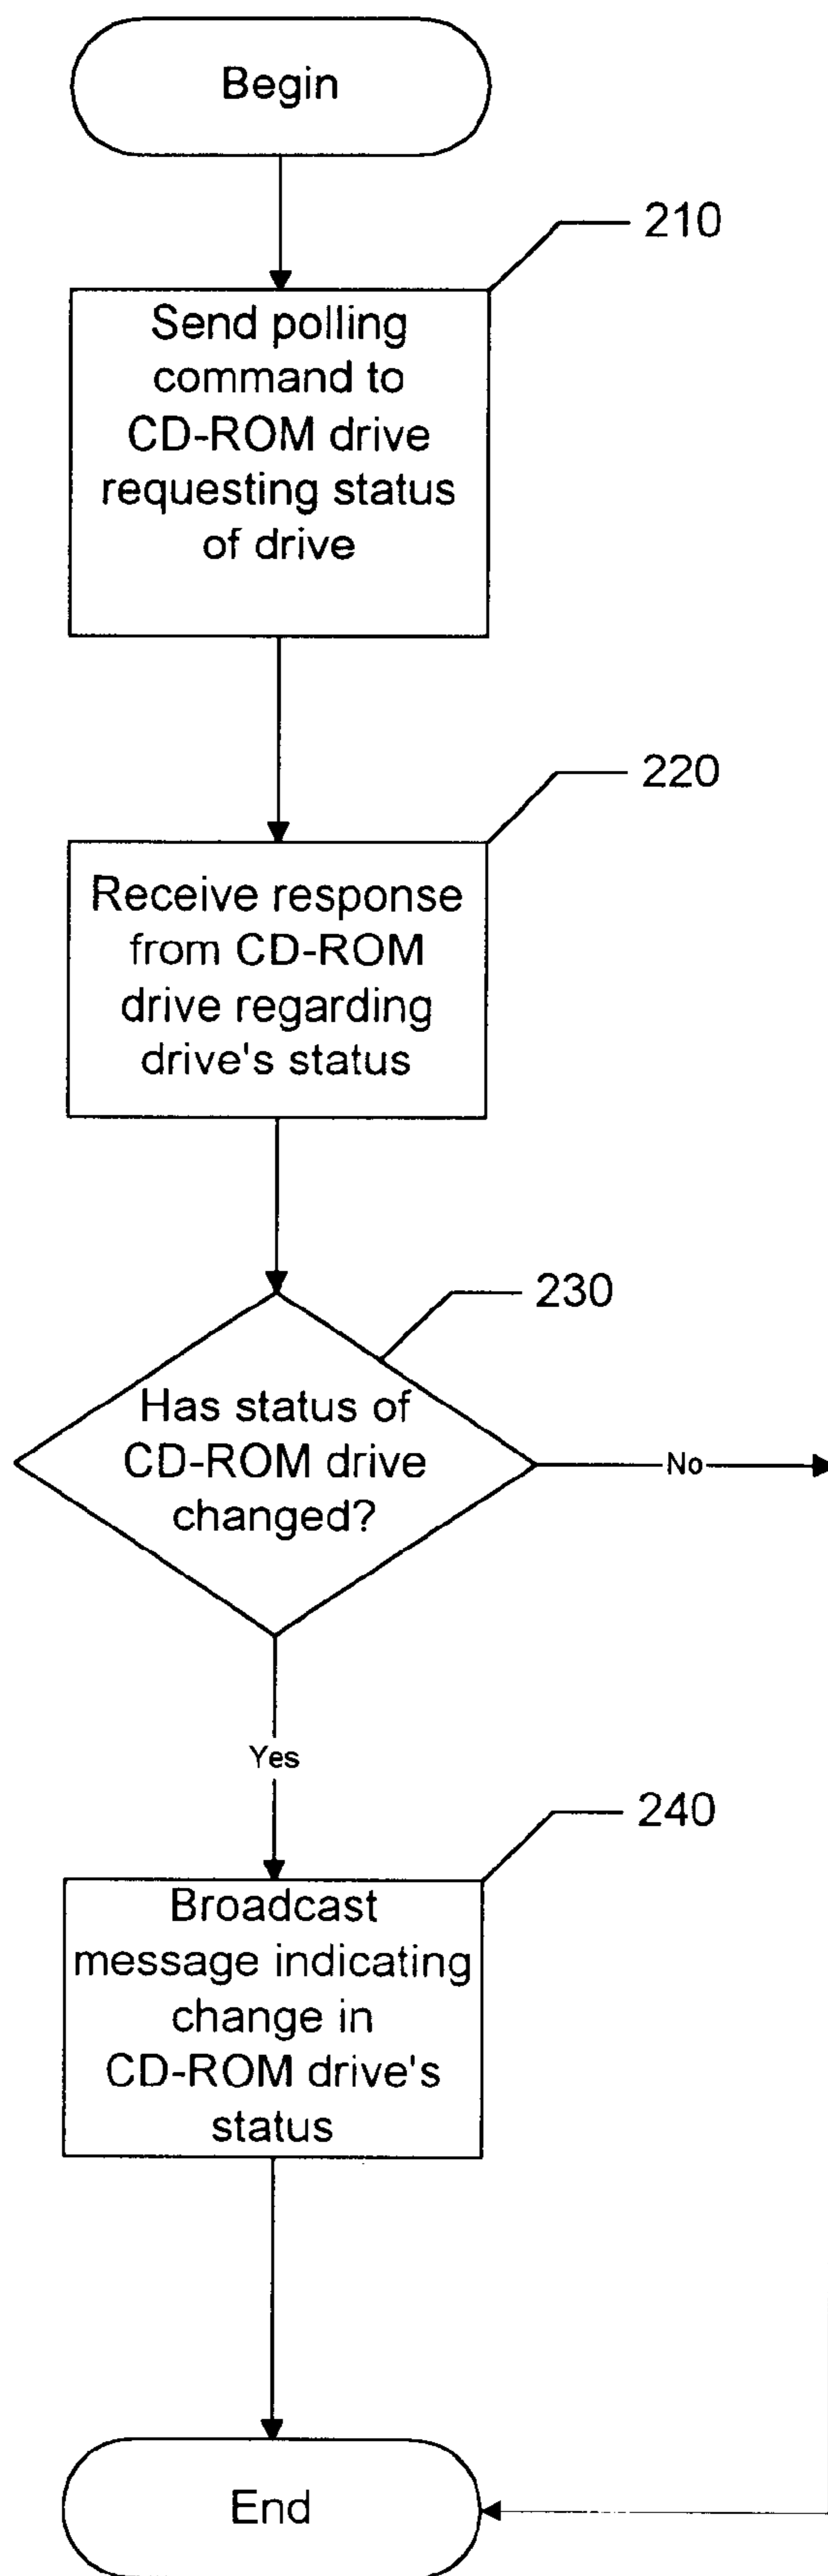 Begin
210
Send polling
command to
CD-ROM drive
requesting status
of drive
220
Receive response
from CD-ROM
drive regarding
drive's status
230
Has status of
CD-ROM drive
changed?
No
Yes
240
Broadcast
message indicating
change in
CD-ROM drive's
status
End